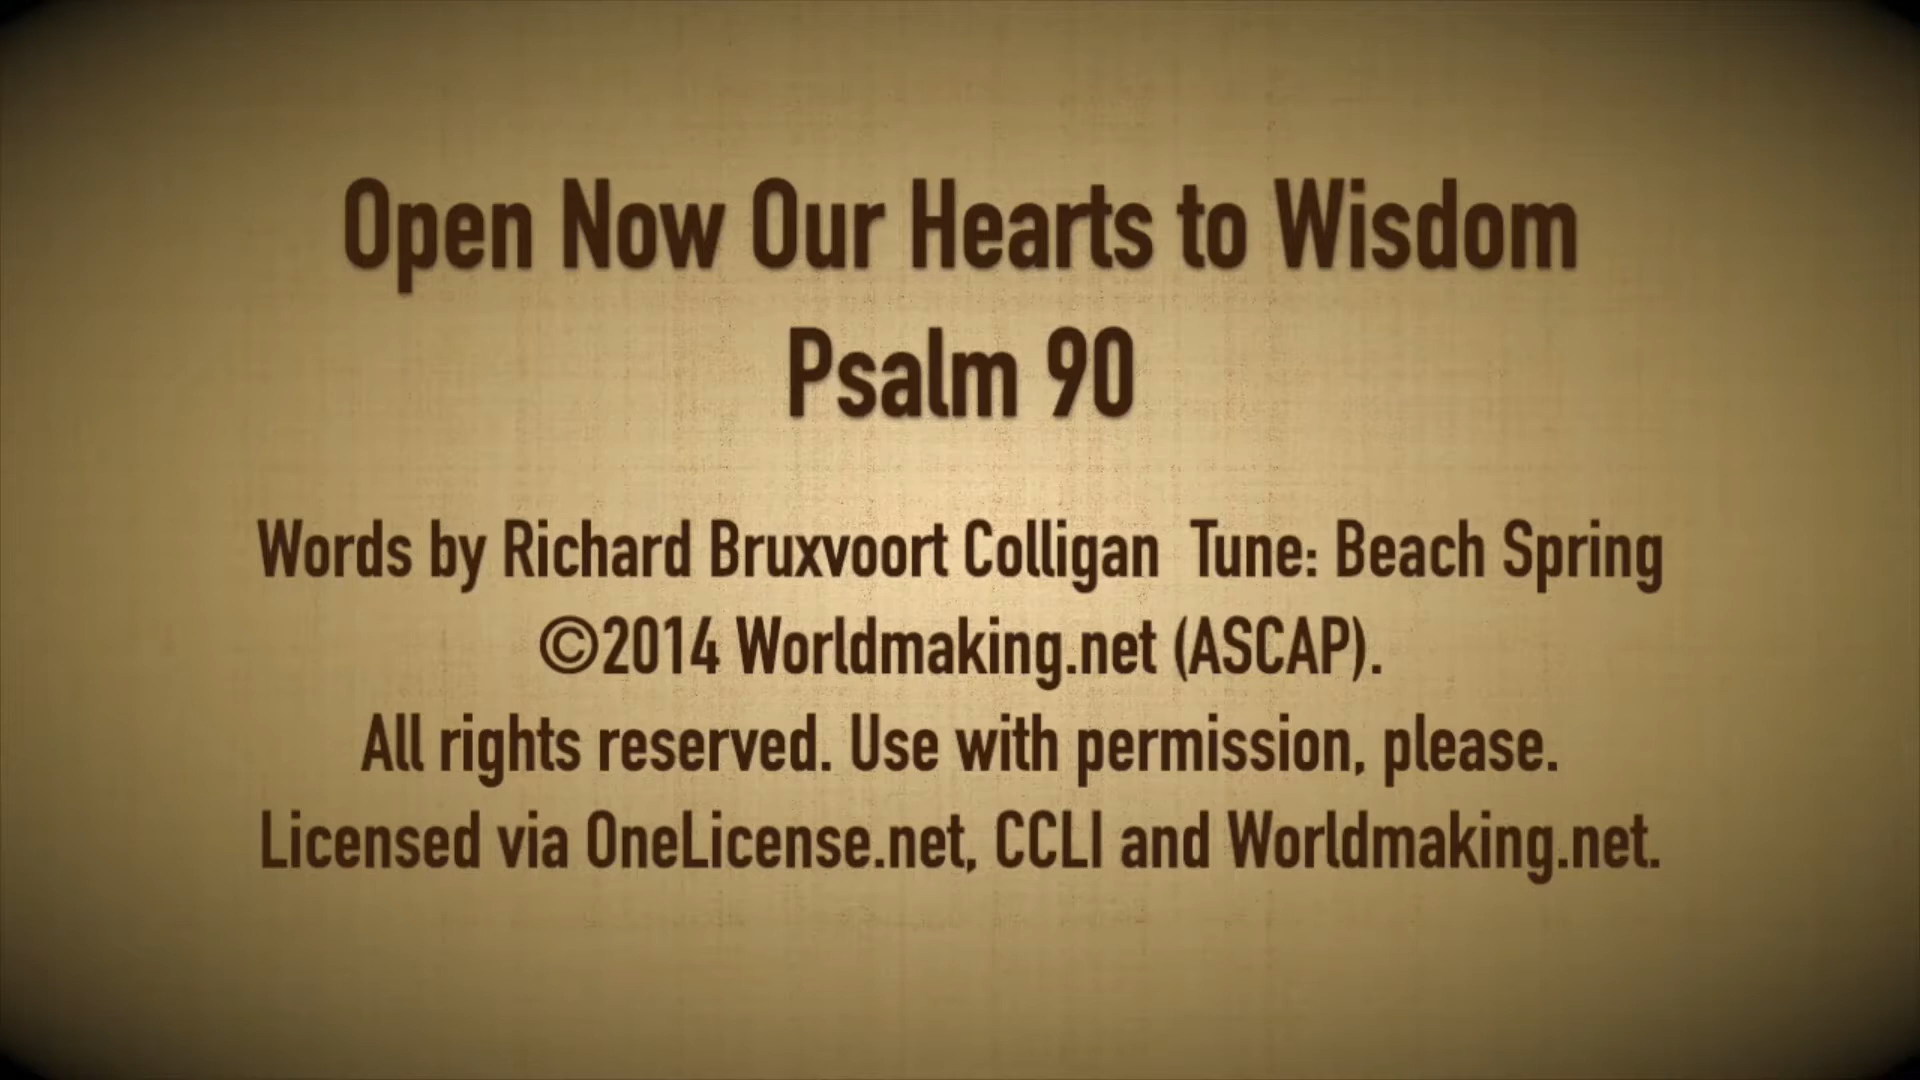 Open Now Our Hearts to Wisdom
Psalm 90
Words by Richard Bruxvoort Colligan Tune: Beach Spring
©2014 Worldmaking.net (ASCAP).
All rights reserved. Use with permission, please.
Licensed via OneLicense.net, CCLI and Worldmaking.net.